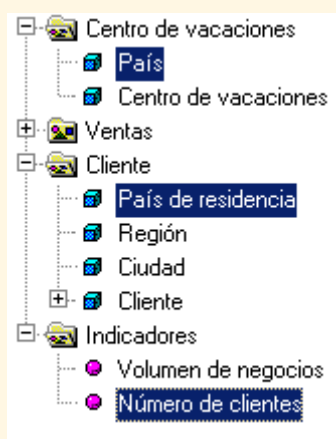 Centro de vacaciones
País
Centro de vacaciones
Ventas
Cliente
País de residencia
Región
Ciudad
Cliente
Indicadores
Volumen de negocios
Número de clientes